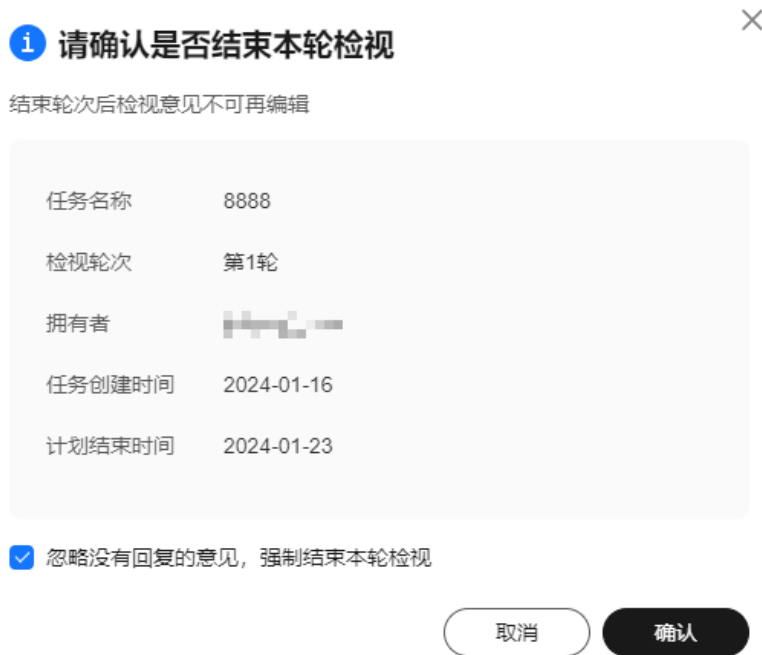 请确认是否结束本轮检视
结束轮次后检视意见不可再编辑
任务名称 8888
检视轮次 第1轮
拥有者
任务创建时间 2024-01-16
计划结束时间 2024-01-23
忽略没有回复的意见，强制结束本轮检视
取消 确认